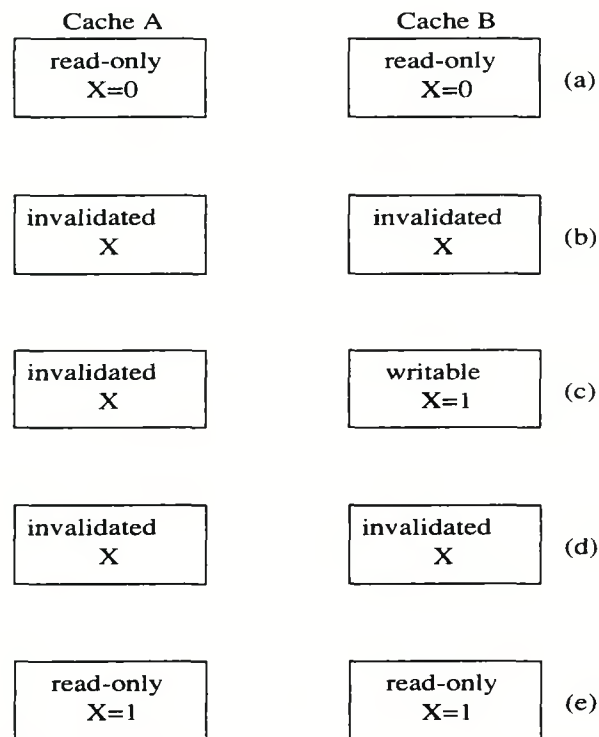 Cache A Cache B
read-only read-only
X=0 X=0 (a)
invalidated invalidated
X X (b)
invalidated writable
X X=1 (c)
invalidated invalidated
X X (d)
read-only read-only
X=1 X=1 (e)